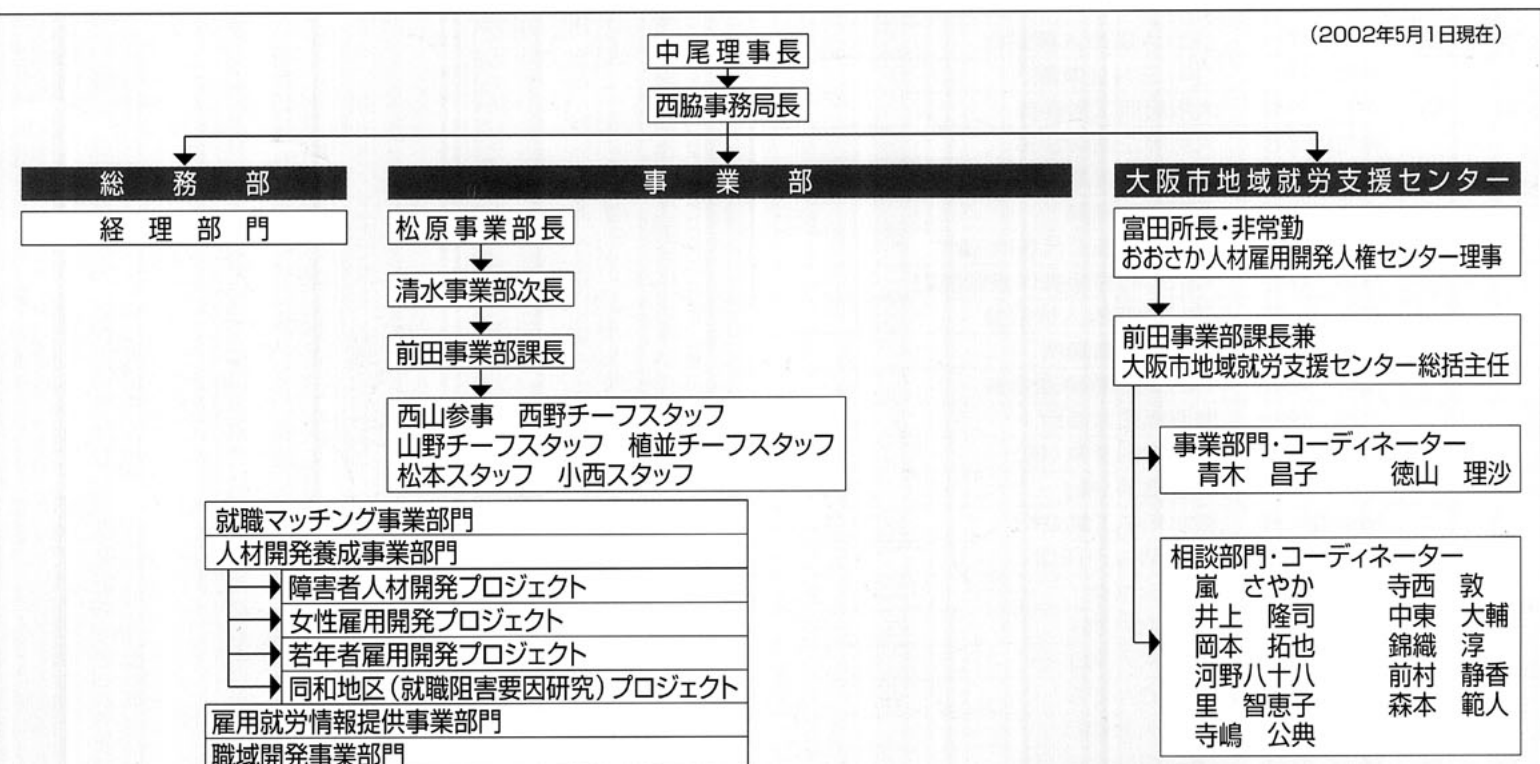 (2002年5月1日現在)
中尾理事長
西脇事務局長
総務部
経理部門
事業部
松原事業部長
清水事業部次長
前田事業部課長
西山参事 西野チーフスタッフ
山野チーフスタッフ 植並チーフスタッフ
松本スタッフ 小西スタッフ
就職マッチング事業部門
人材開発養成事業部門
障害者人材開発プロジェクト
女性雇用開発プロジェクト
若年者雇用開発プロジェクト
同和地区(就職阻害要因研究)プロジェクト
雇用就労情報提供事業部門
職域開発事業部門
大阪市地域就労支援センター
富田所長・非常勤
おおさか人材雇用開発人権センター理事
前田事業部課長兼
大阪市地域就労支援センター総括主任
事業部門・コーディネーター
青木 昌子 徳山 理沙
相談部門・コーディネーター
嵐 さやか 寺西 敦
井上 隆司 中東 大輔
岡本 拓也 錦織 淳
河野八十八 前村 静香
里 智恵子 森本 範人
寺嶋 公典